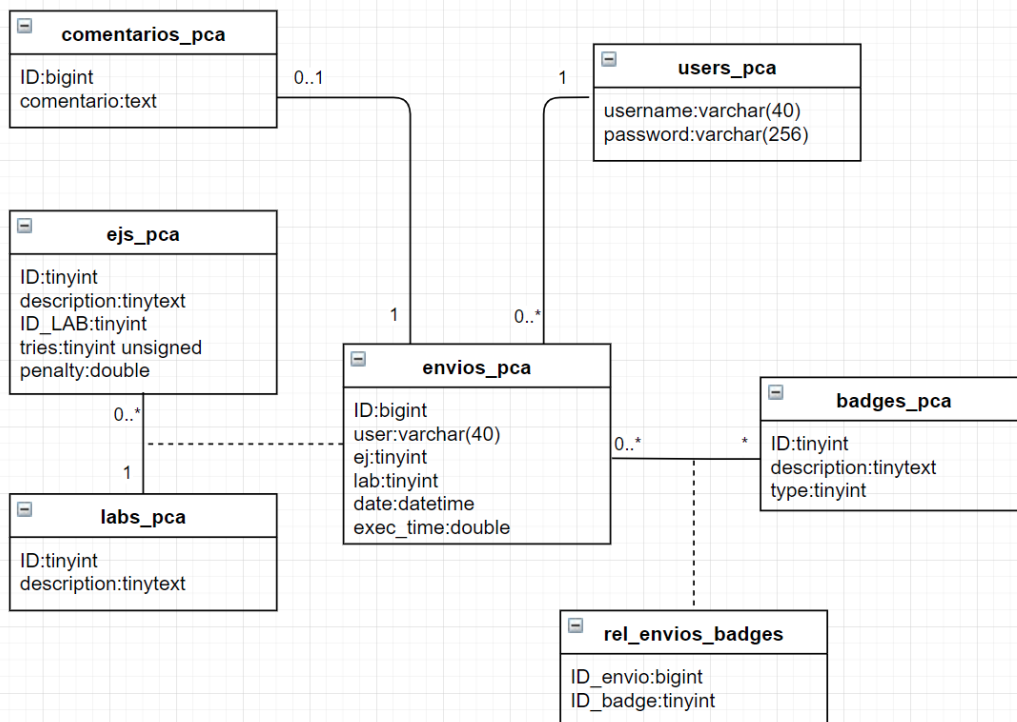 comentarios_pca
ID:bigint
comentario:text
0..1
1
users_pca
username:varchar(40)
password:varchar(256)
ejs_pca
ID:tinyint
description:tinytext
ID_LAB:tinyint
tries:tinyint unsigned
penalty:double
1
0..*
envios_pca
ID:bigint
user:varchar(40)
ej:tinyint
lab:tinyint
date:datetime
exec_time:double
0..*
1
labs_pca
ID:tinyint
description:tinytext
0..*
*
badges_pca
ID:tinyint
description:tinytext
type:tinyint
rel_envios_badges
ID_envio:bigint
ID_badge:tinyint